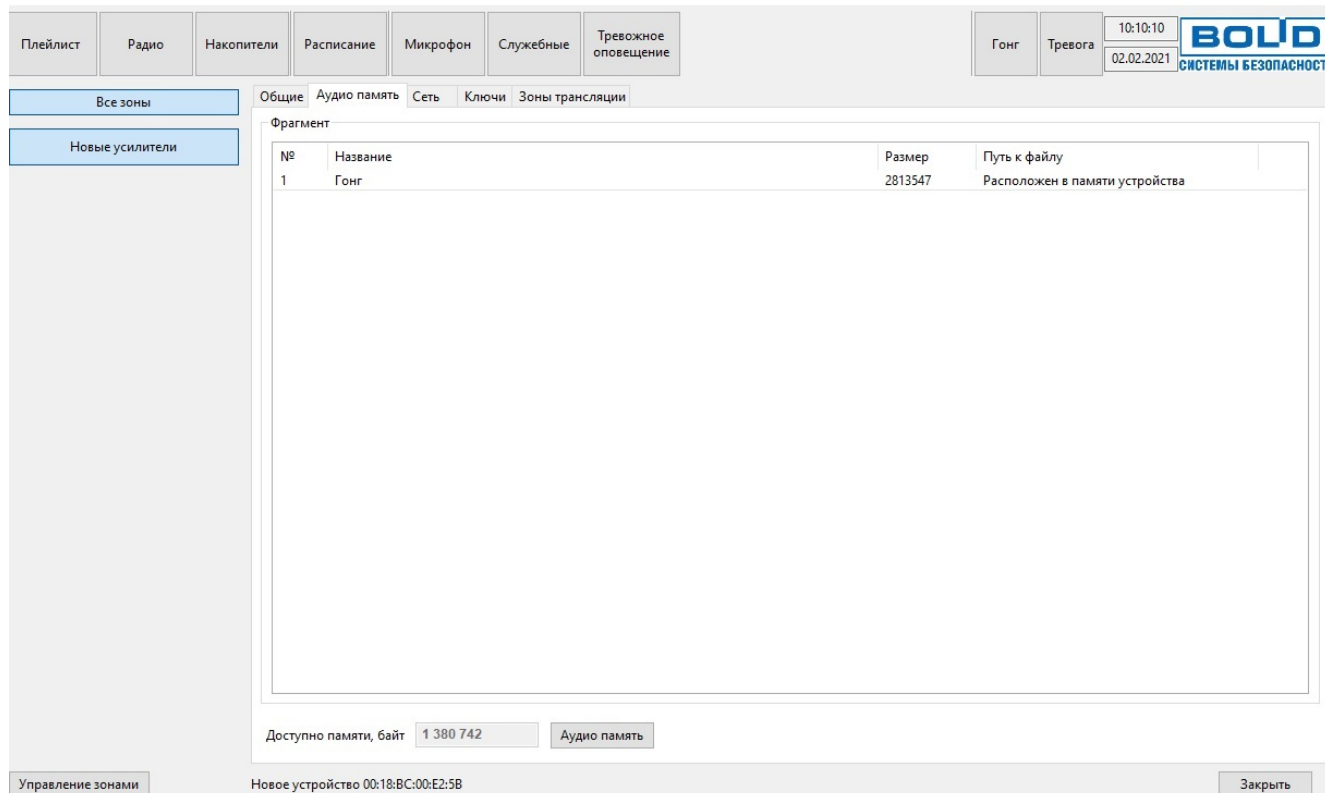 Плейлист
Радио
Накопители
Расписание
Микрофон
Служебные
Тревожное
оповещение
Гонг
Тревога
10:10:10
02.02.2021
BOLID
СИСТЕМЫ БЕЗОПАСНОСТ
Все зоны
Новые усилители
Общие Аудио память Сеть Ключи Зоны трансляции
Фрагмент
№ Название Размер Путь к файлу
1 Гонг 2813547 Расположен в памяти устройства
Доступно памяти, байт 1 380 742 Аудио память
Управление зонами Новое устройство 00:18:BC:00:E2:5B Закрыть